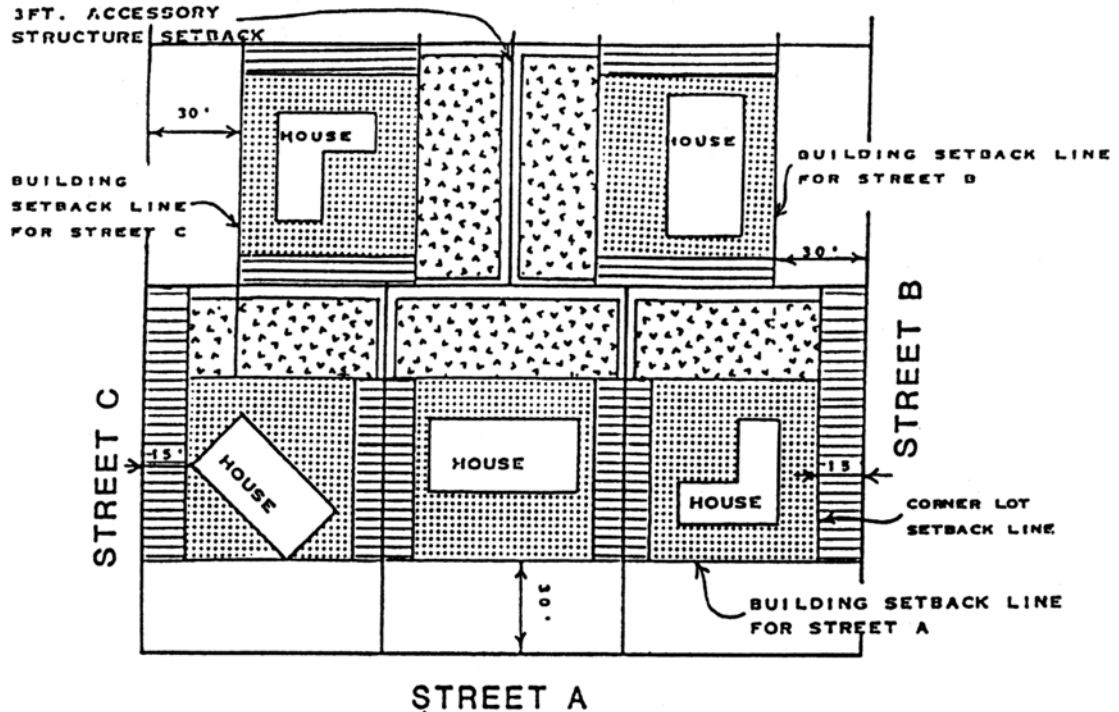 3FT. ACCESSORY
STRUCTURE SETBACK
30'
HOUSE
HOUSE
BUILDING SETBACK LINE
FOR STREET B
BUILDING
SETBACK LINE
FOR STREET C
30'
STREET B
STREET C
15'
HOUSE
HOUSE
15
HOUSE
CORNER LOT
SETBACK LINE
30'
BUILDING SETBACK LINE
FOR STREET A
STREET A